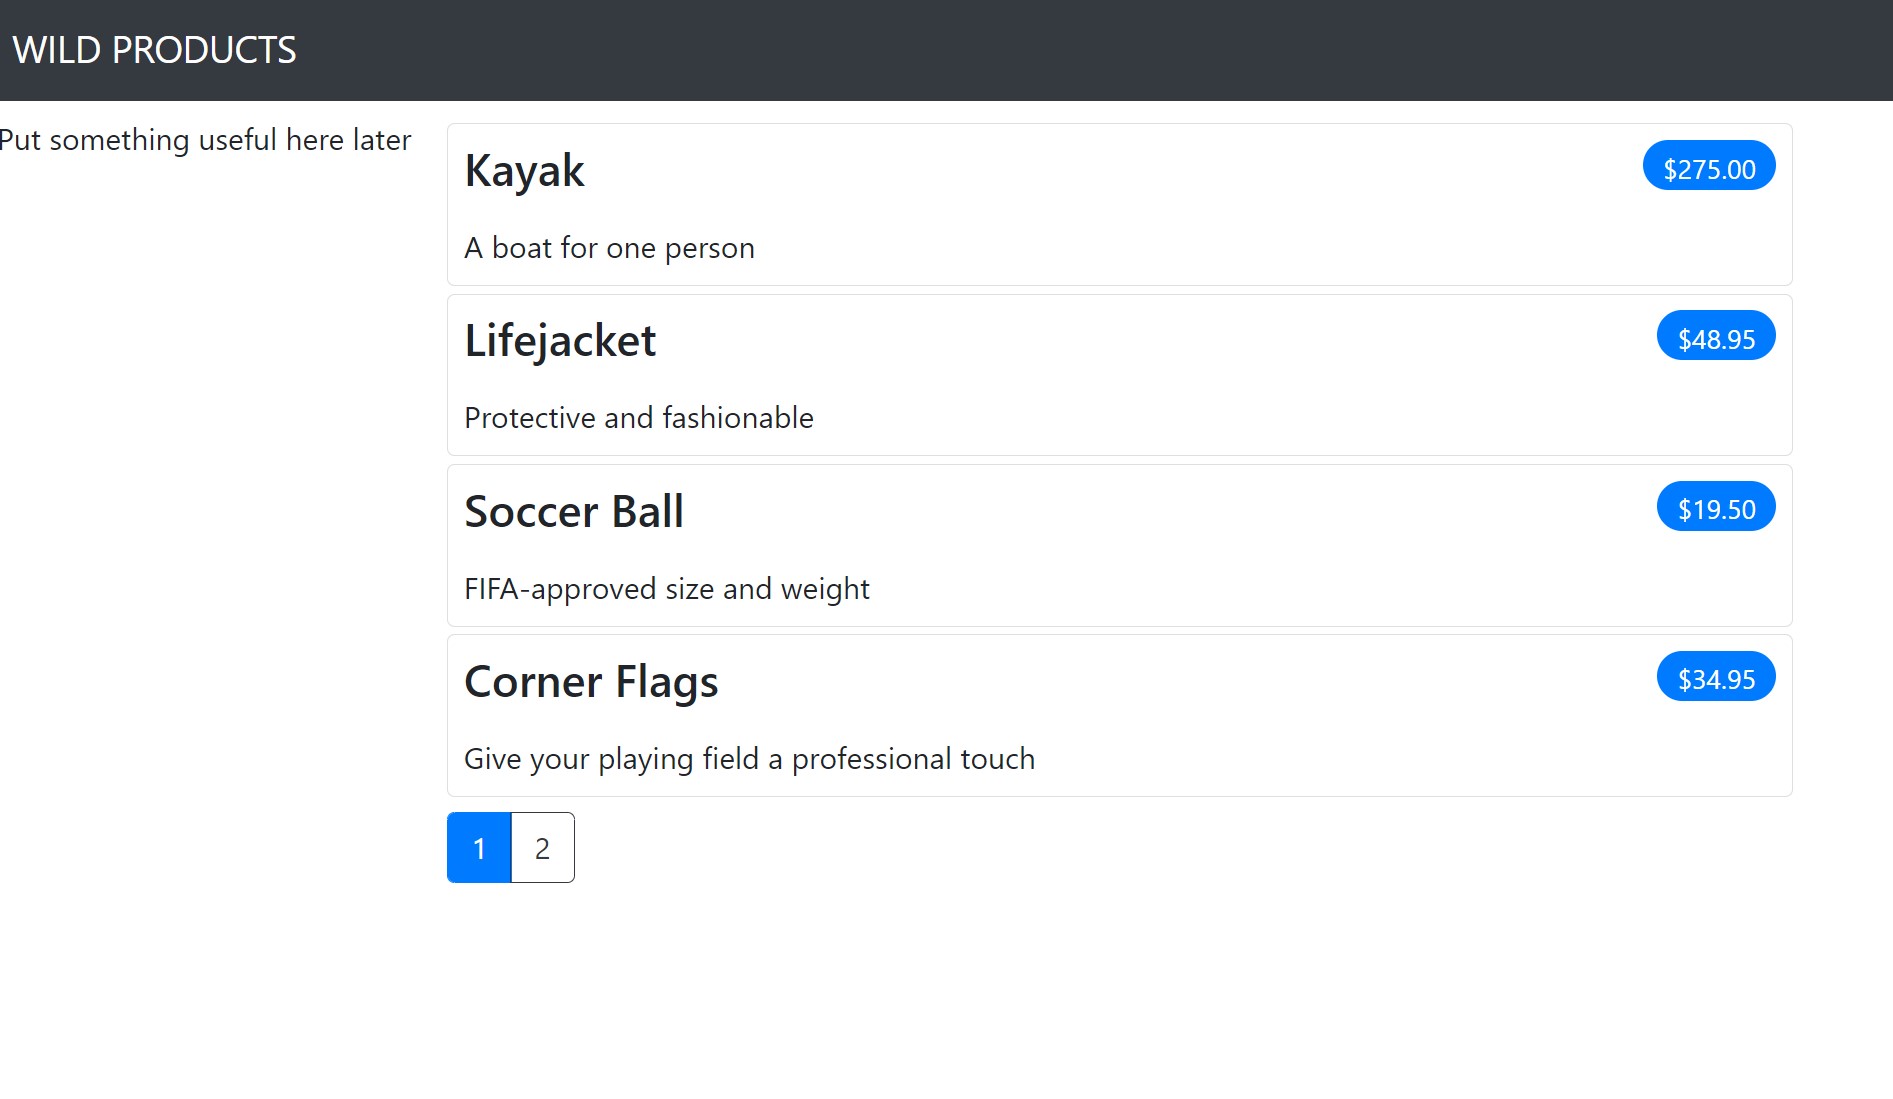 WILD PRODUCTS
Put something useful here later
Kayak
$275.00
A boat for one person
Lifejacket
$48.95
Protective and fashionable
Soccer Ball
$19.50
FIFA-approved size and weight
Corner Flags
$34.95
Give your playing field a professional touch
1 2